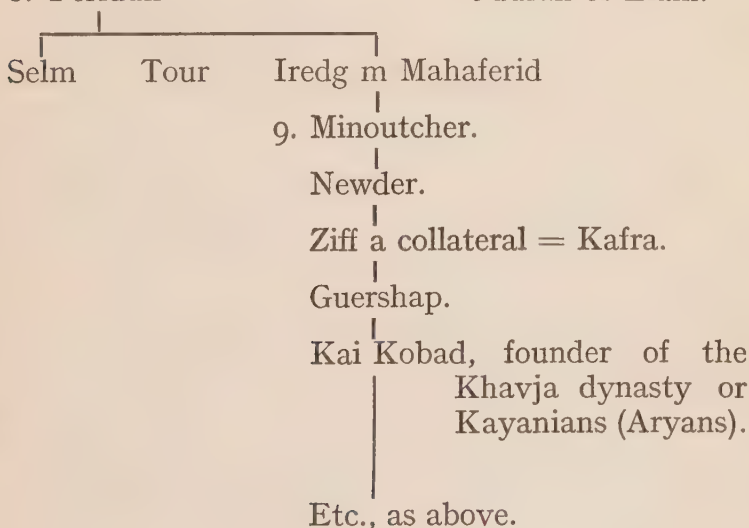 Selm Tour Iredg m Mahaferid
9. Minoutcher.
Newder.
Ziff a collateral = Kafra.
Guershap.
Kai Kobad, founder of the
Khavja dynasty or
Kayanians (Aryans).
Etc., as above.